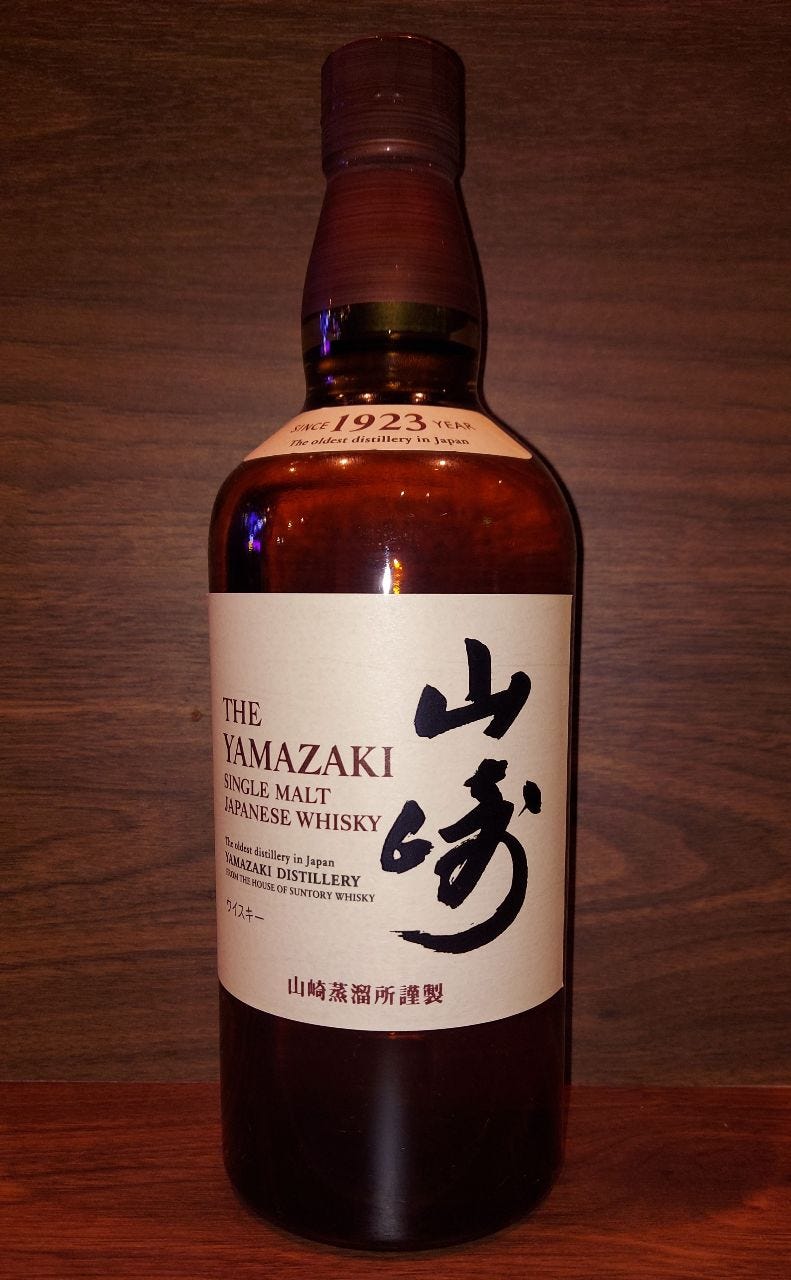 SINCE 1923 YEAR
The oldest distillery in Japan
THE
YAMAZAKI
SINGLE MALT
JAPANESE WHISKY
The oldest distillery in Japan
YAMAZAKI DISTILLERY
FROM THE HOUSE OF SUNTORY WHISKY
ウイスキー
山崎
山崎蒸溜所謹製